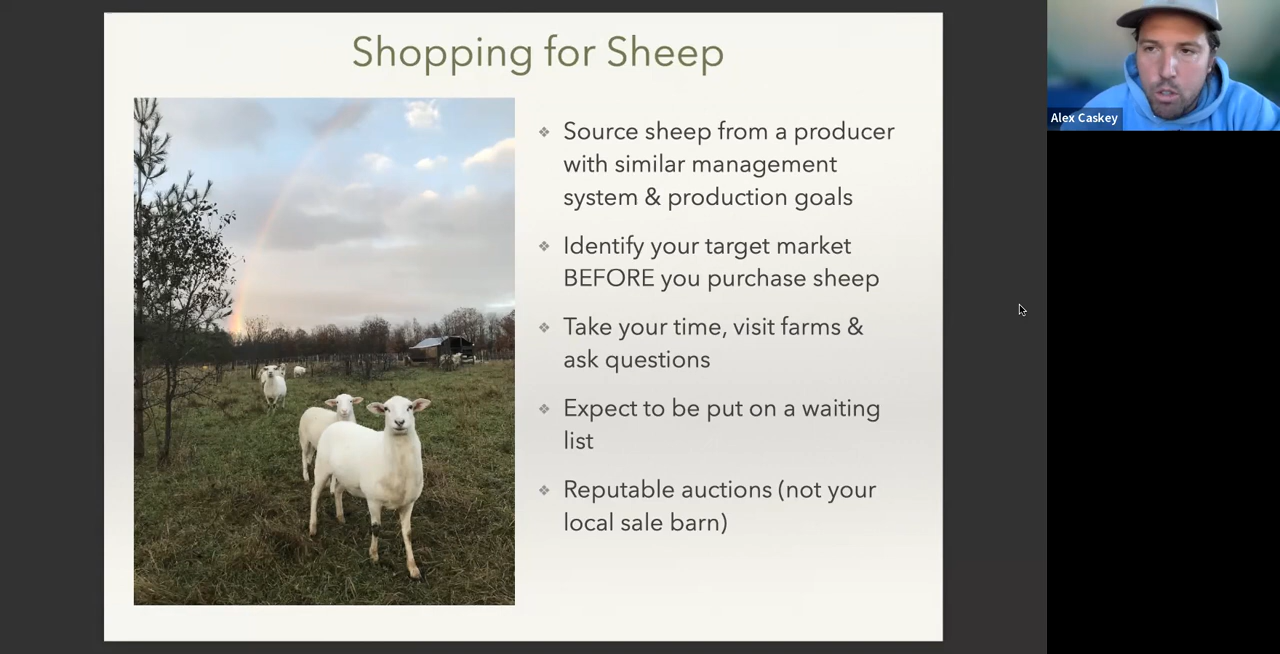 Shopping for Sheep
Source sheep from a producer
with similar management
system & production goals
Identify your target market
BEFORE you purchase sheep
Take your time, visit farms &
ask questions
Expect to be put on a waiting
list
Reputable auctions (not your
local sale barn)
Alex Caskey